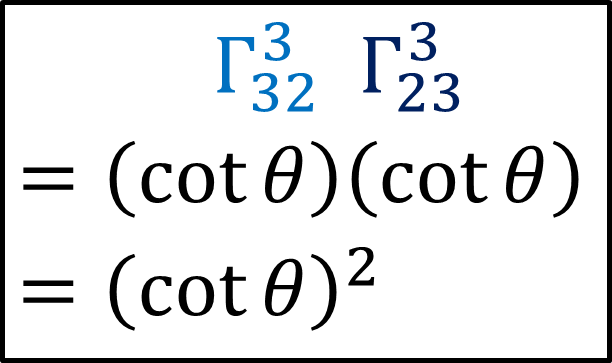 Γ³₃₂ Γ³₂₃
= (cot θ)(cot θ)
= (cot θ)²